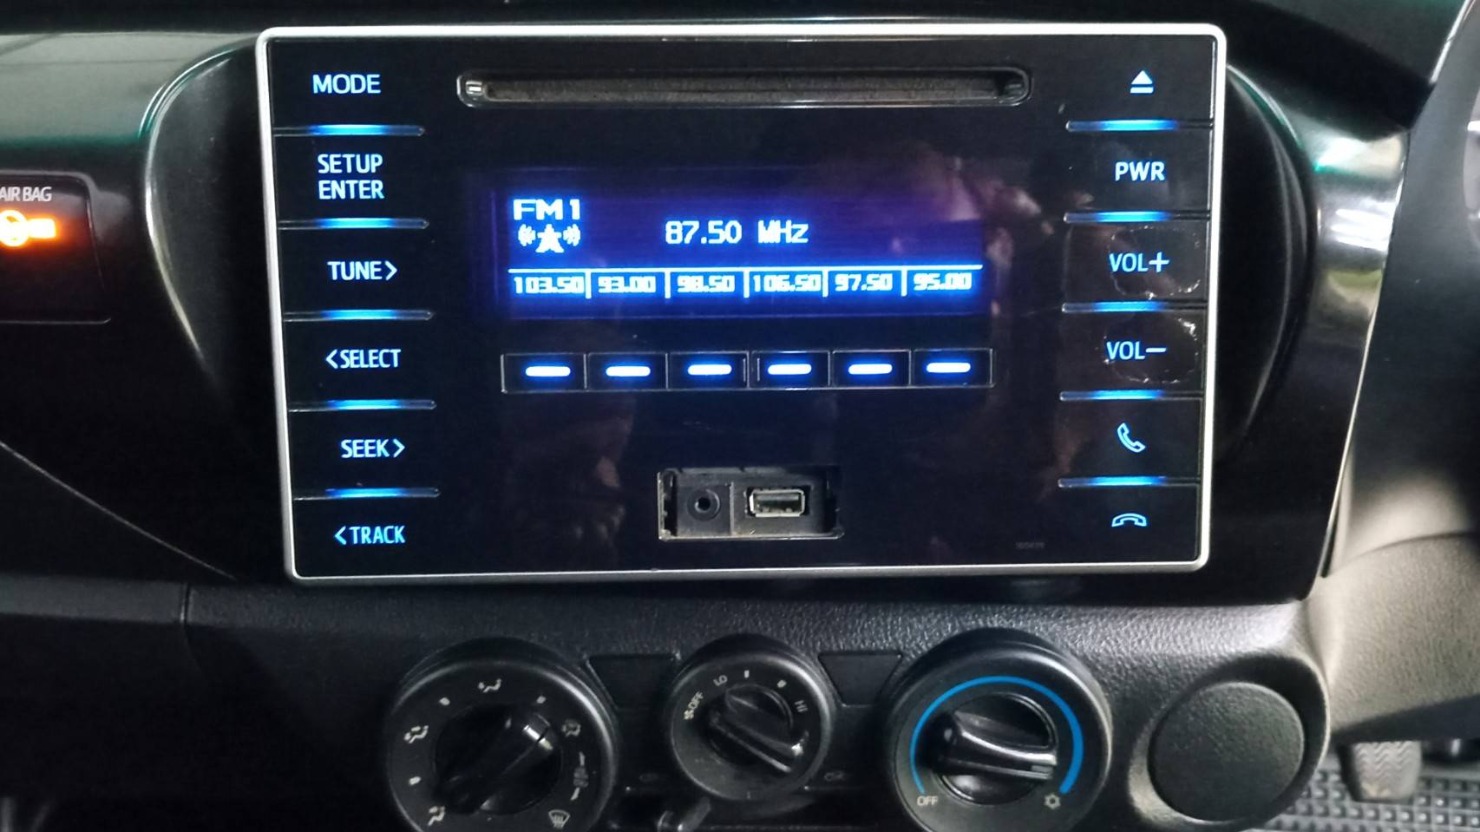 MODE
SETUP
ENTER
TUNE>
<SELECT
SEEK>
<TRACK
AIR BAG
FM1
87.50 MHz
103.50 93.00 98.50 106.50 97.50 95.00
PWR
VOL+
VOL-
OFF LO HI
OFF